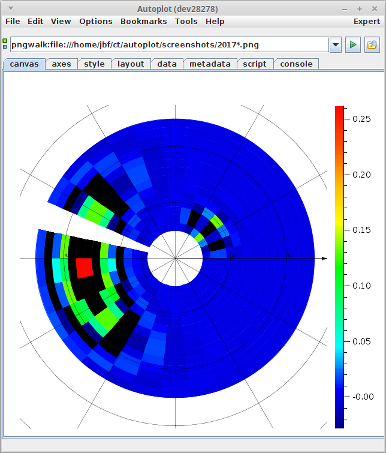 Autoplot (dev28278)
File Edit View Options Bookmarks Tools Help Expert
pngwalk:file:///home/jbf/ct/autoplot/screenshots/2017*.png
canvas axes style layout data metadata script console
0.25
0.20
0.15
0.10
0.05
-0.00